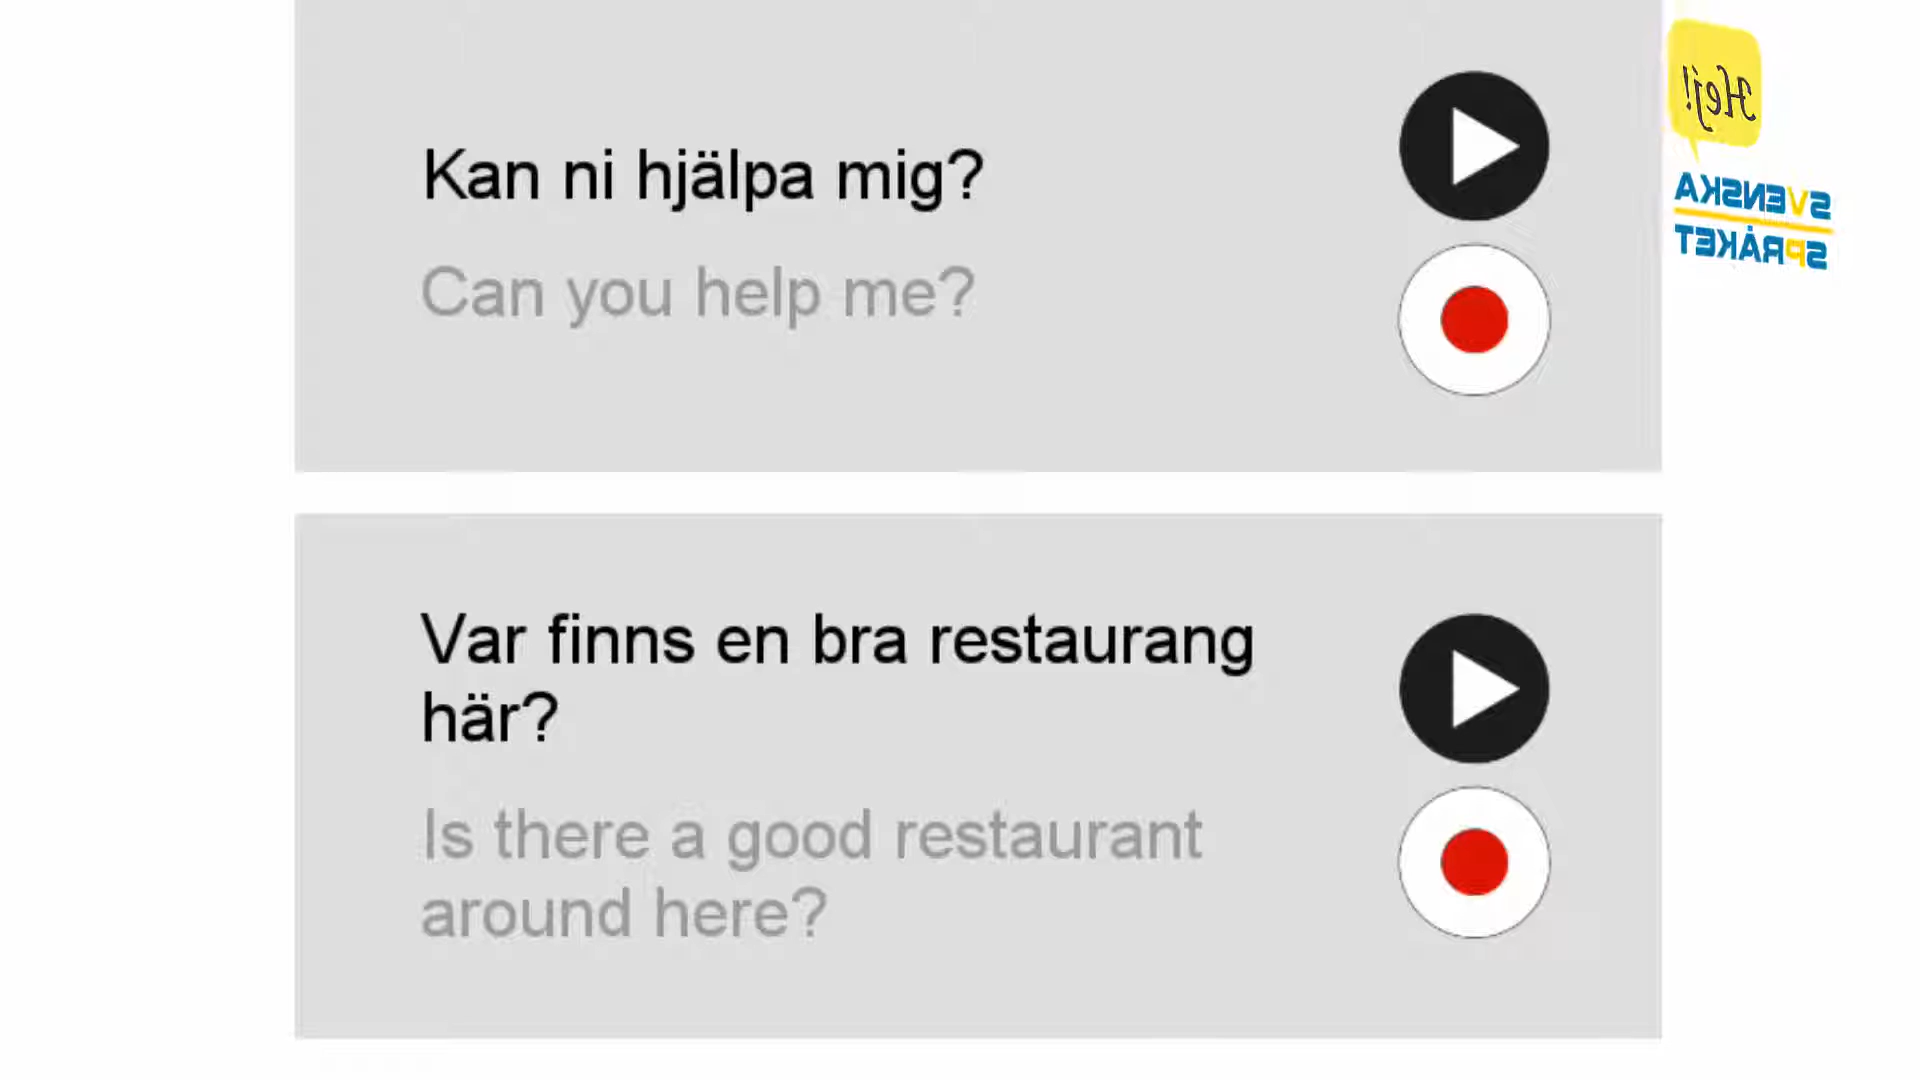 Kan ni hjälpa mig?
Can you help me?
Var finns en bra restaurang
här?
Is there a good restaurant
around here?
Hej!
SVENSKA
SPRÅKET